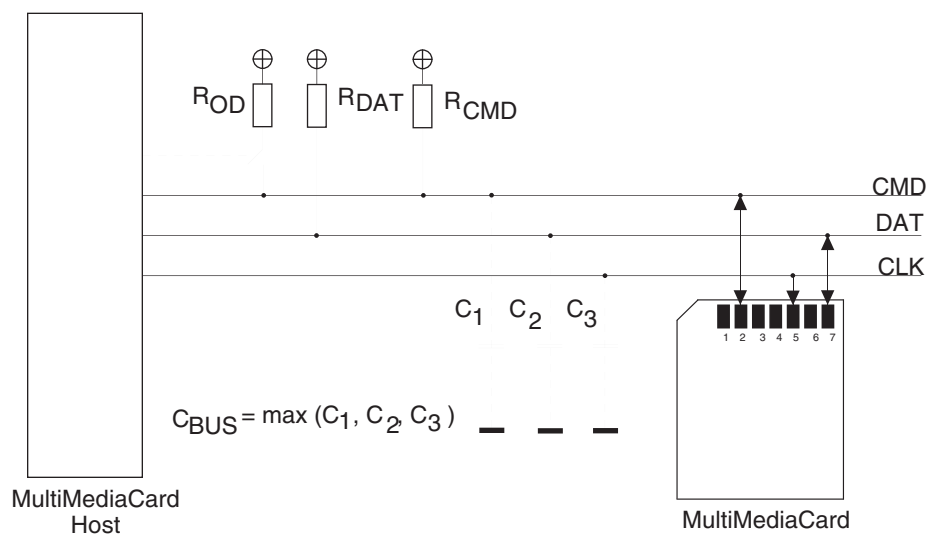 R_OD
R_DAT
R_CMD
CMD
DAT
CLK
C_1 C_2 C_3
1 2 3 4 5 6 7
C_BUS = max (C_1, C_2, C_3)
MultiMediaCard
Host
MultiMediaCard